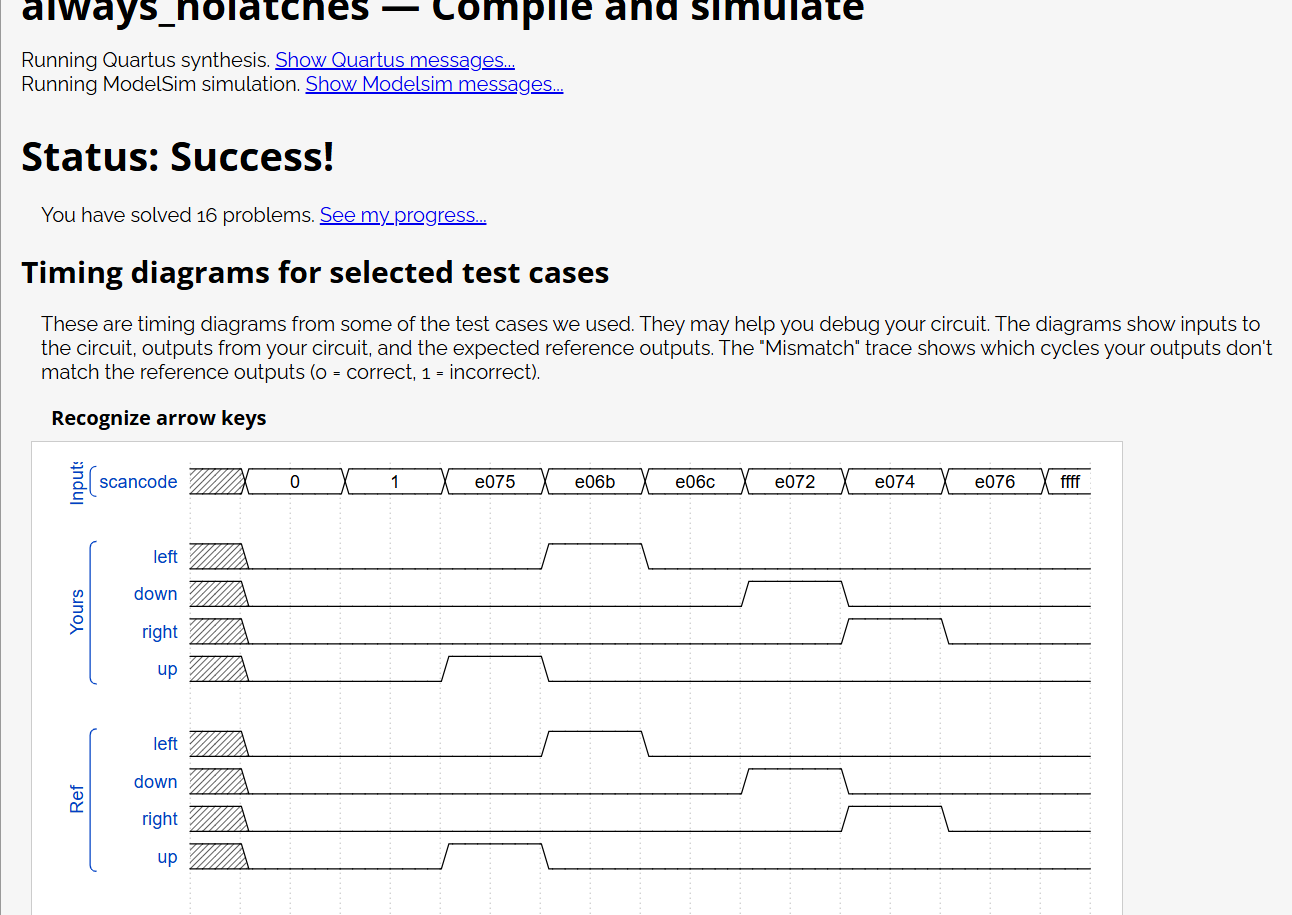 always_nolatches — Compile and simulate
Running Quartus synthesis. Show Quartus messages...
Running ModelSim simulation. Show Modelsim messages...
Status: Success!
You have solved 16 problems. See my progress...
Timing diagrams for selected test cases
These are timing diagrams from some of the test cases we used. They may help you debug your circuit. The diagrams show inputs to
the circuit, outputs from your circuit, and the expected reference outputs. The "Mismatch" trace shows which cycles your outputs don't
match the reference outputs (0 = correct, 1 = incorrect).
Recognize arrow keys
Inputs
scancode 0 1 e075 e06b e06c e072 e074 e076 ffff
Yours
left
down
right
up
Ref
left
down
right
up